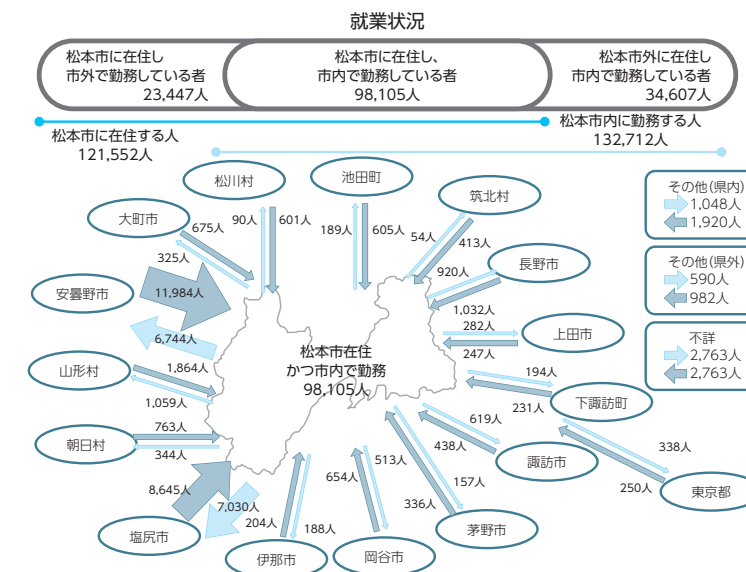 就業状況
松本市に在住し
市外で勤務している者
23,447人
松本市に在住し、
市内で勤務している者
98,105人
松本市外に在住し
市内で勤務している者
34,607人
松本市に在住する人
121,552人
松本市内に勤務する人
132,712人
松川村
池田町
筑北村
その他(県内)
1,048人
1,920人
大町市
675人
90人
601人
189人
605人
54人
413人
325人
920人
長野市
その他(県外)
590人
982人
安曇野市
11,984人
1,032人
282人
上田市
6,744人
247人
不詳
2,763人
2,763人
松本市在住
かつ市内で勤務
98,105人
山形村
1,864人
1,059人
194人
231人
下諏訪町
朝日村
763人
344人
619人
438人
諏訪市
338人
250人
東京都
8,645人
7,030人
204人
188人
654人
513人
157人
336人
塩尻市
伊那市
岡谷市
茅野市